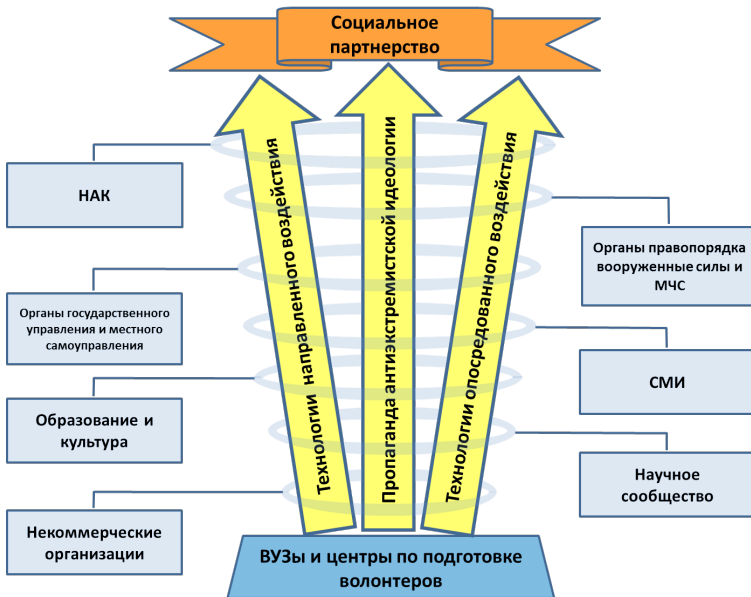 Социальное
партнерство
НАК
Органы государственного
управления и местного
самоуправления
Образование и
культура
Некоммерческие
организации
Технологии направленного воздействия
Пропаганда антиэкстремистской идеологии
Технологии опосредованного воздействия
Органы правопорядка
вооруженные силы и
МЧС
СМИ
Научное
сообщество
ВУЗы и центры по подготовке
волонтеров